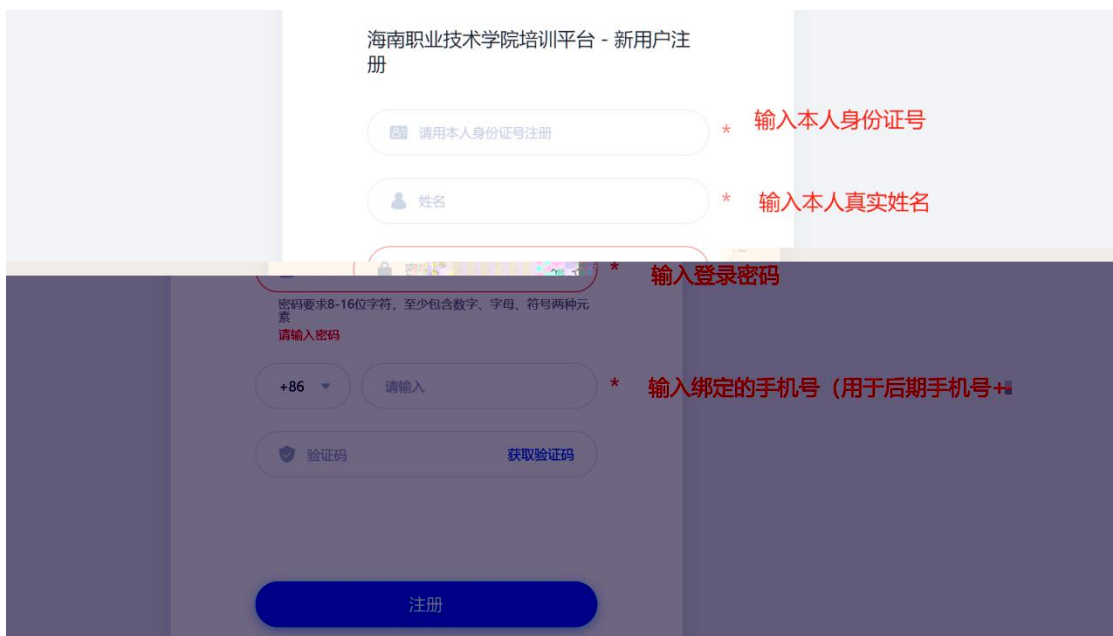 海南职业技术学院培训平台 - 新用户注
册
请用本人身份证号注册
* 输入本人身份证号
姓名
* 输入本人真实姓名
* 输入登录密码
密码要求8-16位字符，至少包含数字、字母、符号两种元
素
请输入密码
+86 请输入
* 输入绑定的手机号（用于后期手机号+
验证码 获取验证码
注册